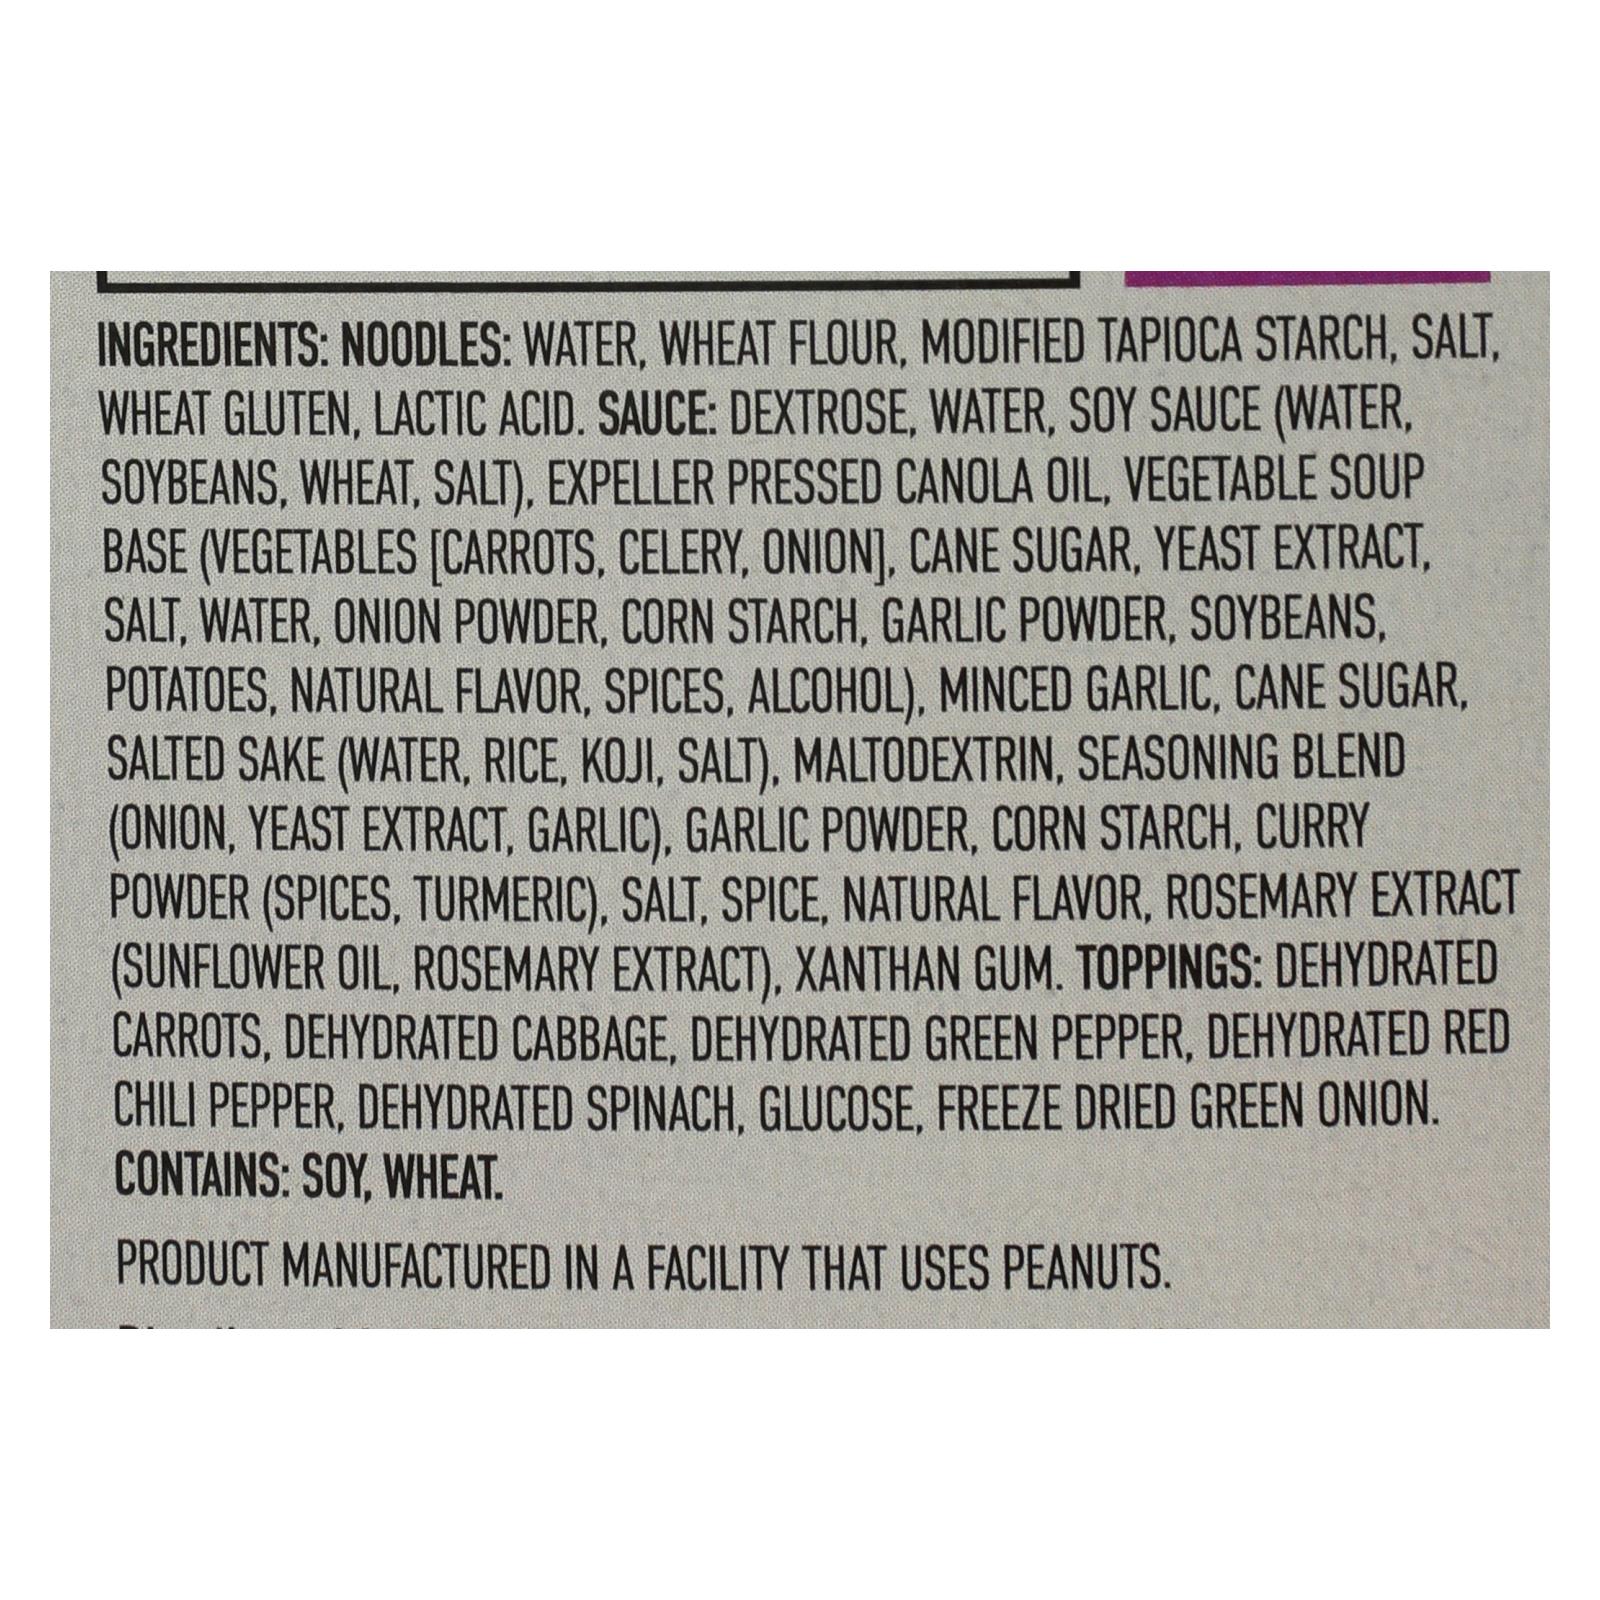 INGREDIENTS: NOODLES: WATER, WHEAT FLOUR, MODIFIED TAPIOCA STARCH, SALT,
WHEAT GLUTEN, LACTIC ACID. SAUCE: DEXTROSE, WATER, SOY SAUCE (WATER,
SOYBEANS, WHEAT, SALT), EXPELLER PRESSED CANOLA OIL, VEGETABLE SOUP
BASE (VEGETABLES [CARROTS, CELERY, ONION], CANE SUGAR, YEAST EXTRACT,
SALT, WATER, ONION POWDER, CORN STARCH, GARLIC POWDER, SOYBEANS,
POTATOES, NATURAL FLAVOR, SPICES, ALCOHOL), MINCED GARLIC, CANE SUGAR,
SALTED SAKE (WATER, RICE, KOJI, SALT), MALTODEXTRIN, SEASONING BLEND
(ONION, YEAST EXTRACT, GARLIC), GARLIC POWDER, CORN STARCH, CURRY
POWDER (SPICES, TURMERIC), SALT, SPICE, NATURAL FLAVOR, ROSEMARY EXTRACT
(SUNFLOWER OIL, ROSEMARY EXTRACT), XANTHAN GUM. TOPPINGS: DEHYDRATED
CARROTS, DEHYDRATED CABBAGE, DEHYDRATED GREEN PEPPER, DEHYDRATED RED
CHILI PEPPER, DEHYDRATED SPINACH, GLUCOSE, FREEZE DRIED GREEN ONION.
CONTAINS: SOY, WHEAT.
PRODUCT MANUFACTURED IN A FACILITY THAT USES PEANUTS.